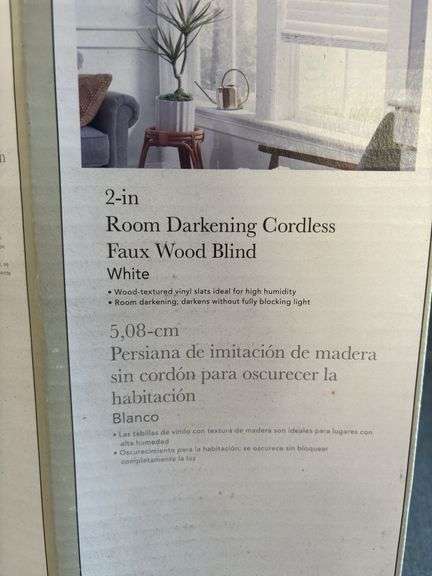 2-in
Room Darkening Cordless
Faux Wood Blind
White
• Wood-textured vinyl slats ideal for high humidity
• Room darkening; darkens without fully blocking light
5,08-cm
Persiana de imitación de madera
sin cordón para oscurecer la
habitación
Blanco
• Las tablillas de vinilo con textura de madera son ideales para lugares con
alta humedad
• Oscurecimiento para la habitación; se oscurece sin bloquear
completamente la luz